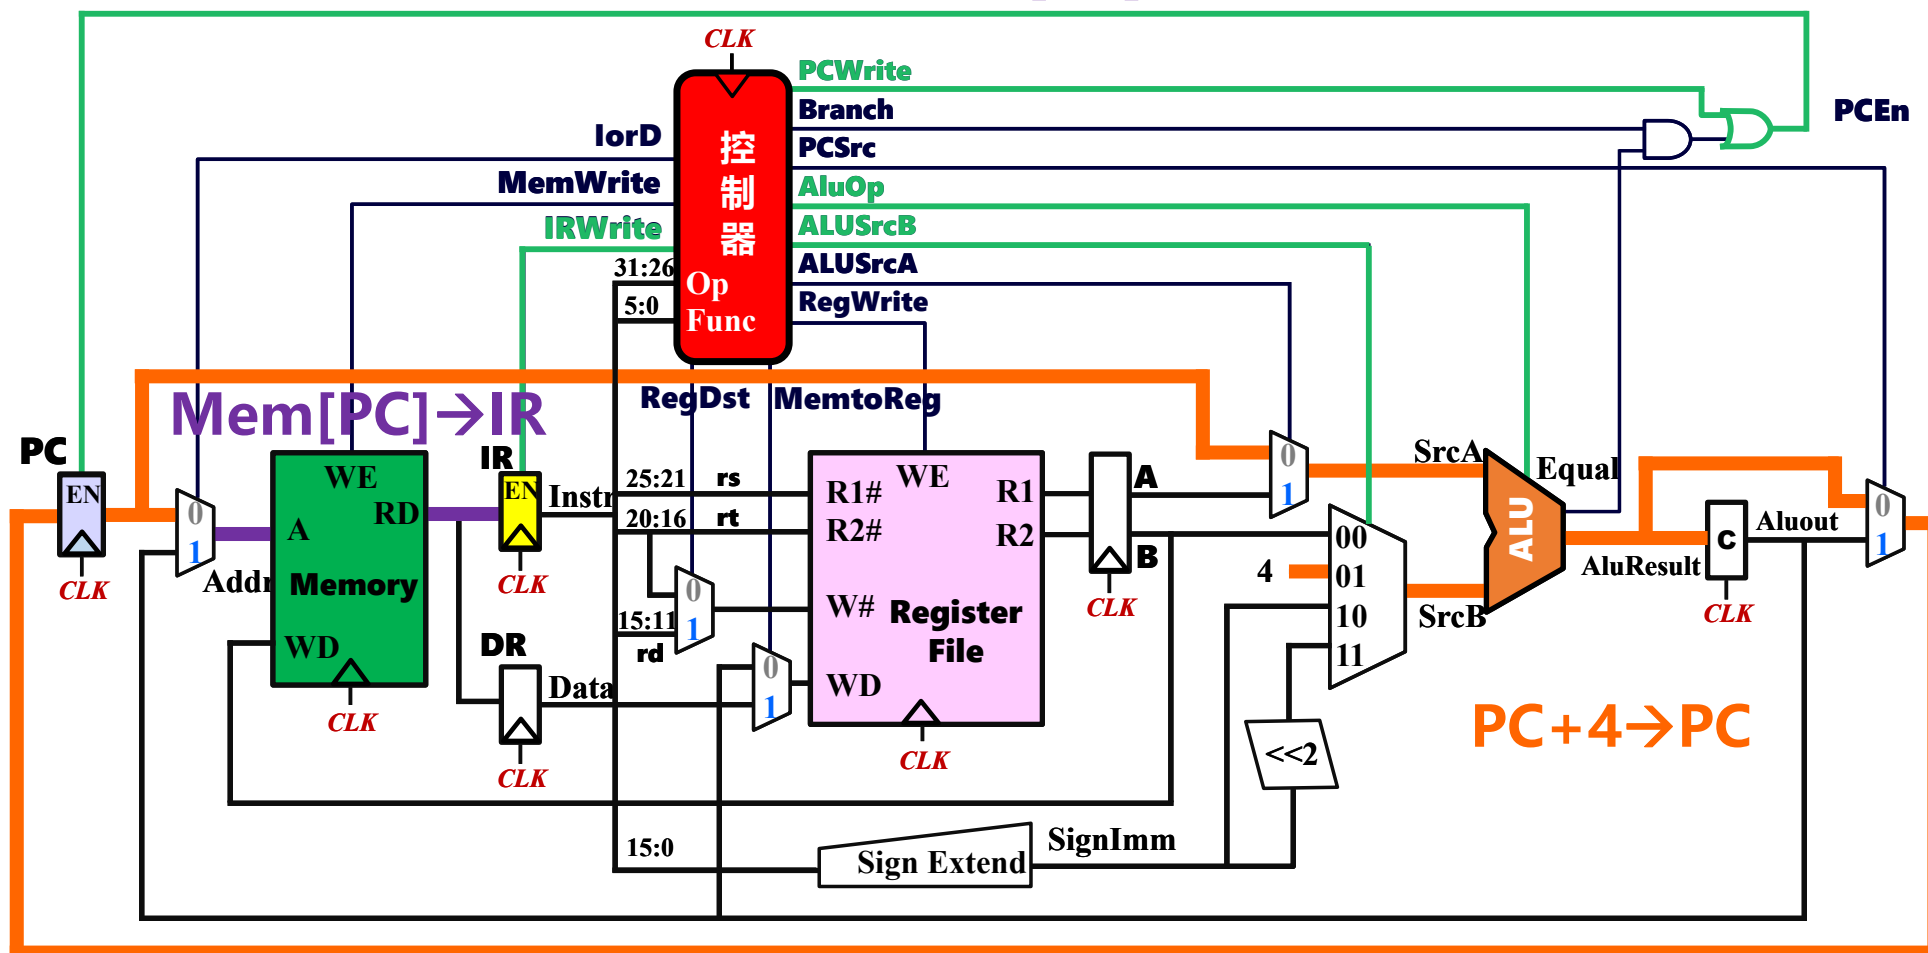 CLK
PCWrite
Branch
PCEn
IorD
控制器
PCSrc
MemWrite
AluOp
IRWrite
ALUSrcB
31:26
Op
ALUSrcA
5:0
Func
RegWrite
RegDst
MemtoReg
Mem[PC]→IR
PC
EN
CLK
0
1
Addr
WE
RD
A
Memory
WD
CLK
IR
EN
Instr
CLK
DR
Data
CLK
25:21 rs
20:16 rt
15:11
rd
0
1
0
1
WE
R1#
R1
R2#
R2
W#
Register
File
WD
CLK
A
B
CLK
0
1
4
00
01
10
11
<<2
SrcA
SrcB
ALU
Equal
AluResult
C
Aluout
CLK
0
1
PC+4→PC
15:0
Sign Extend
SignImm